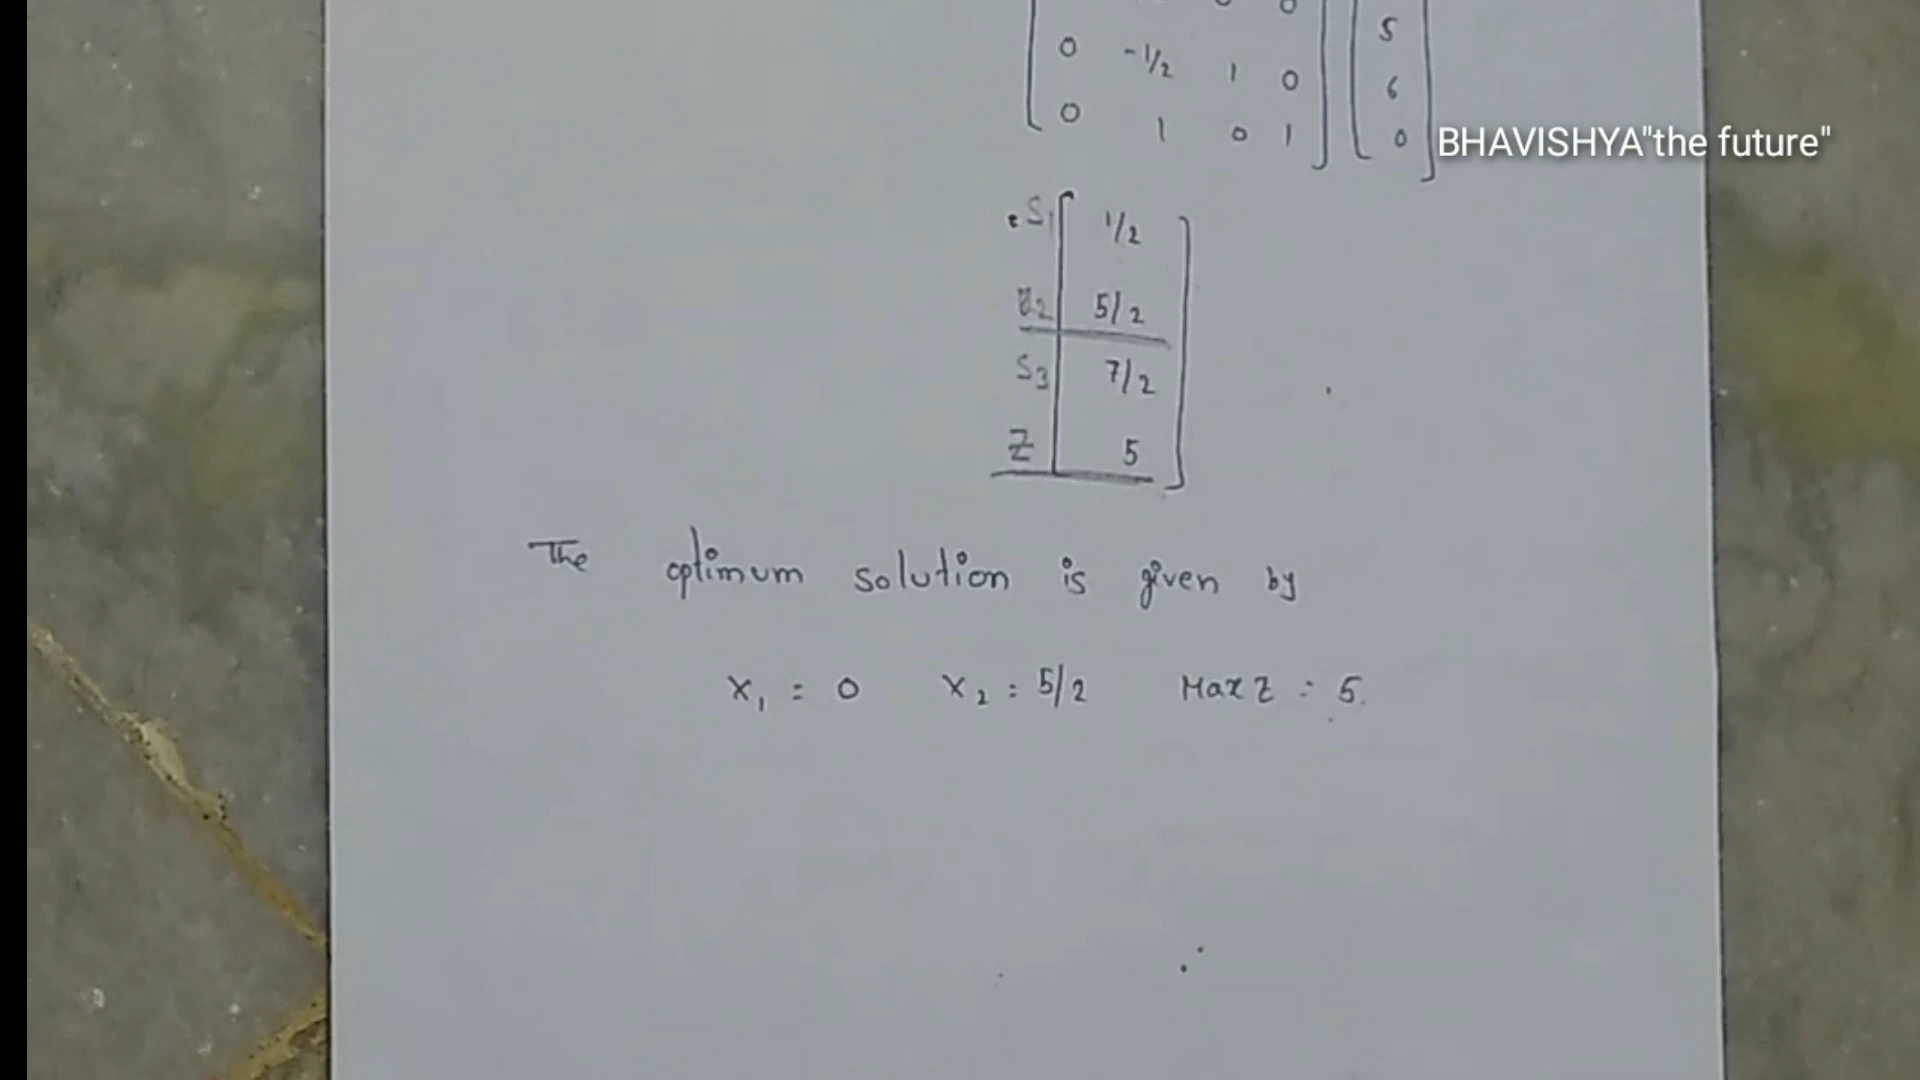 0 0
0 -1/2 1 0 5
0 1 0 1 6
0
BHAVISHYA"the future"
S1 1/2
x2 5/2
S3 7/2
Z 5
The optimum solution is given by
X1 = 0 X2 = 5/2 Max Z = 5.